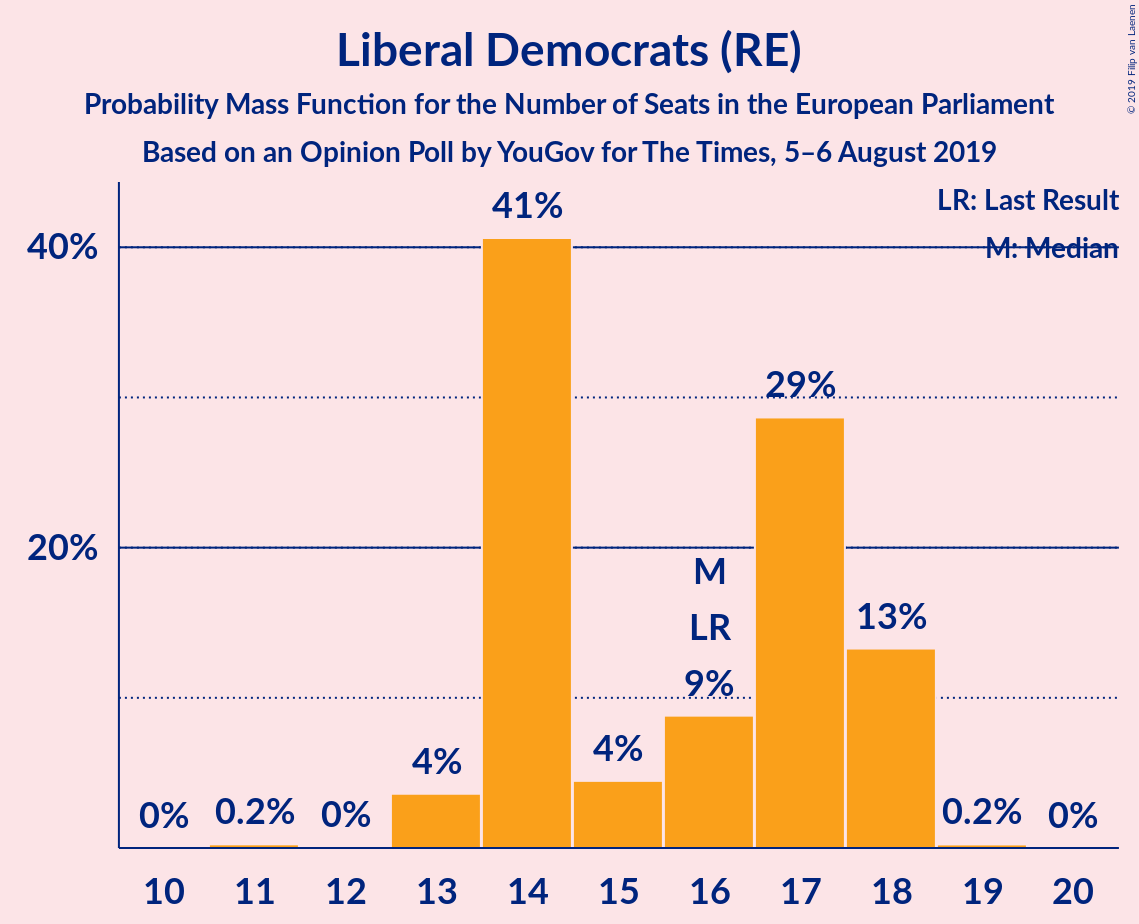 Liberal Democrats (RE)
Probability Mass Function for the Number of Seats in the European Parliament
Based on an Opinion Poll by YouGov for The Times, 5–6 August 2019
© 2019 Filip van Laenen
LR: Last Result
M: Median
40%
20%
0%
0.2%
0%
4%
41%
4%
M
LR
9%
29%
13%
0.2%
0%
10 11 12 13 14 15 16 17 18 19 20